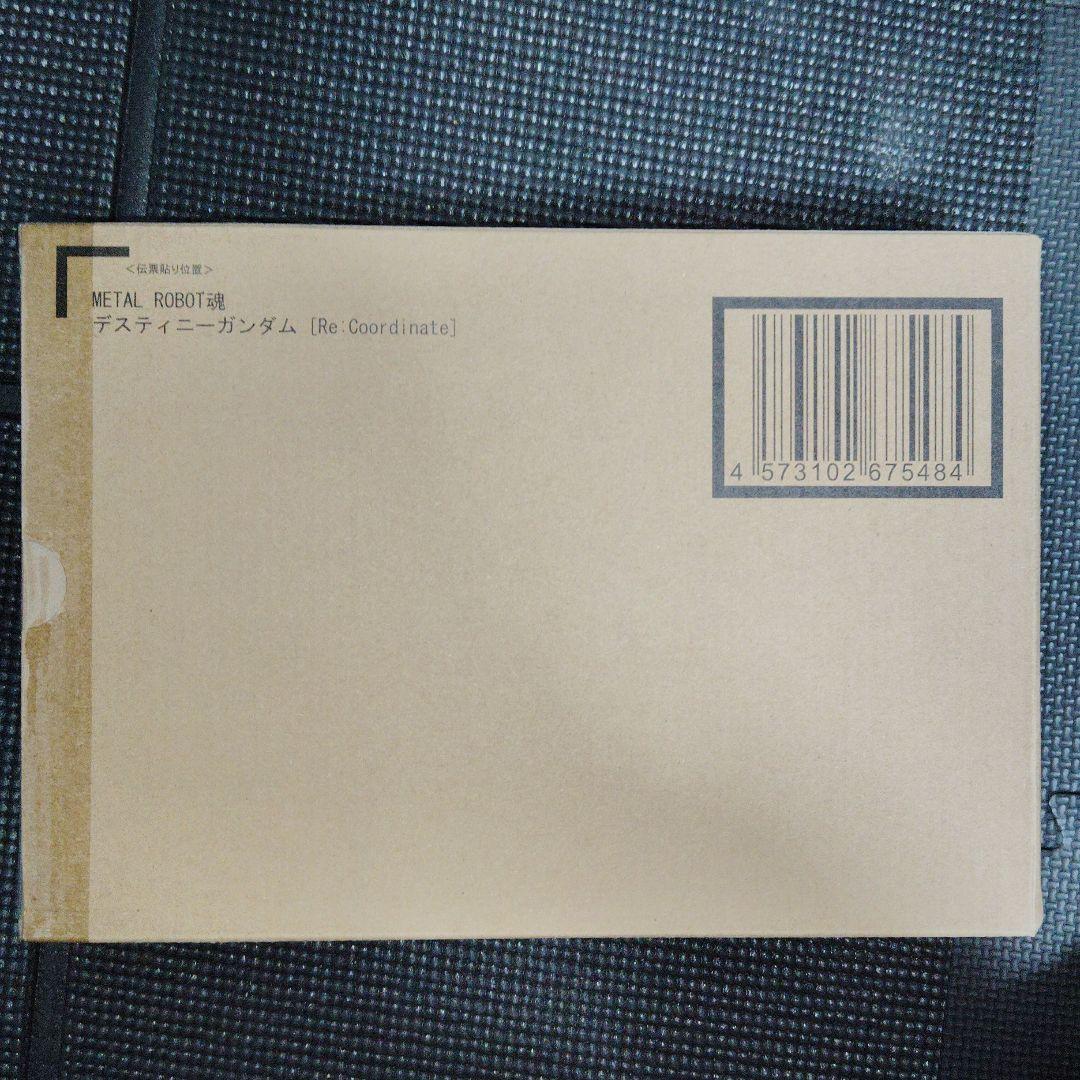 ＜伝票貼り位置＞
METAL ROBOT魂
デスティニーガンダム [Re:Coordinate]
4 573102 675484